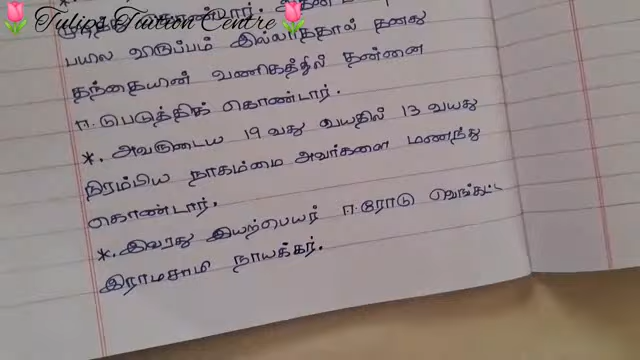 Tulips Tuition Centre
பயில விருப்பம் இல்லாததால் தனது
தந்தையின் வணிகத்தில் தன்னை
ஈடுபடுத்திக் கொண்டார்.
*. அவருடைய 19 வது வயதில் 13 வயது
நிரம்பிய நாகம்மை அவர்களை மணந்து
கொண்டார்.
*. இவரது இயற்பெயர் ஈ.ரோடு வெங்கட்ட
இராமசாமி நாயக்கர்.